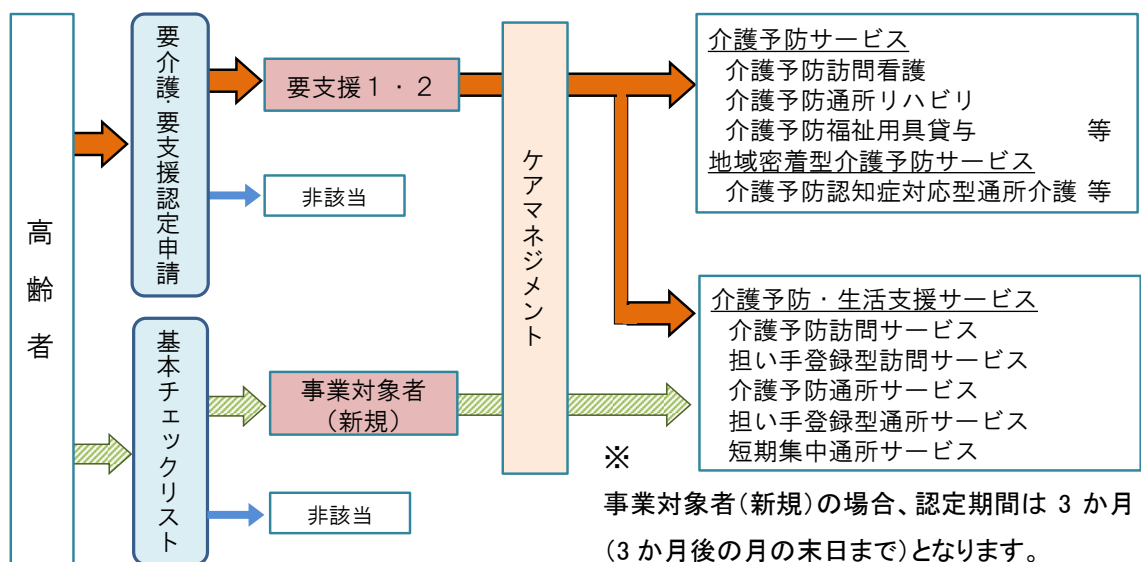 高齢者
要介護・要支援認定申請
要支援１・２
非該当
基本チェックリスト
事業対象者
（新規）
非該当
ケアマネジメント
介護予防サービス
介護予防訪問看護
介護予防通所リハビリ
介護予防福祉用具貸与 等
地域密着型介護予防サービス
介護予防認知症対応型通所介護 等
介護予防・生活支援サービス
介護予防訪問サービス
担い手登録型訪問サービス
介護予防通所サービス
担い手登録型通所サービス
短期集中通所サービス
※
事業対象者(新規)の場合、認定期間は 3 か月
(3 か月後の月の末日まで)となります。